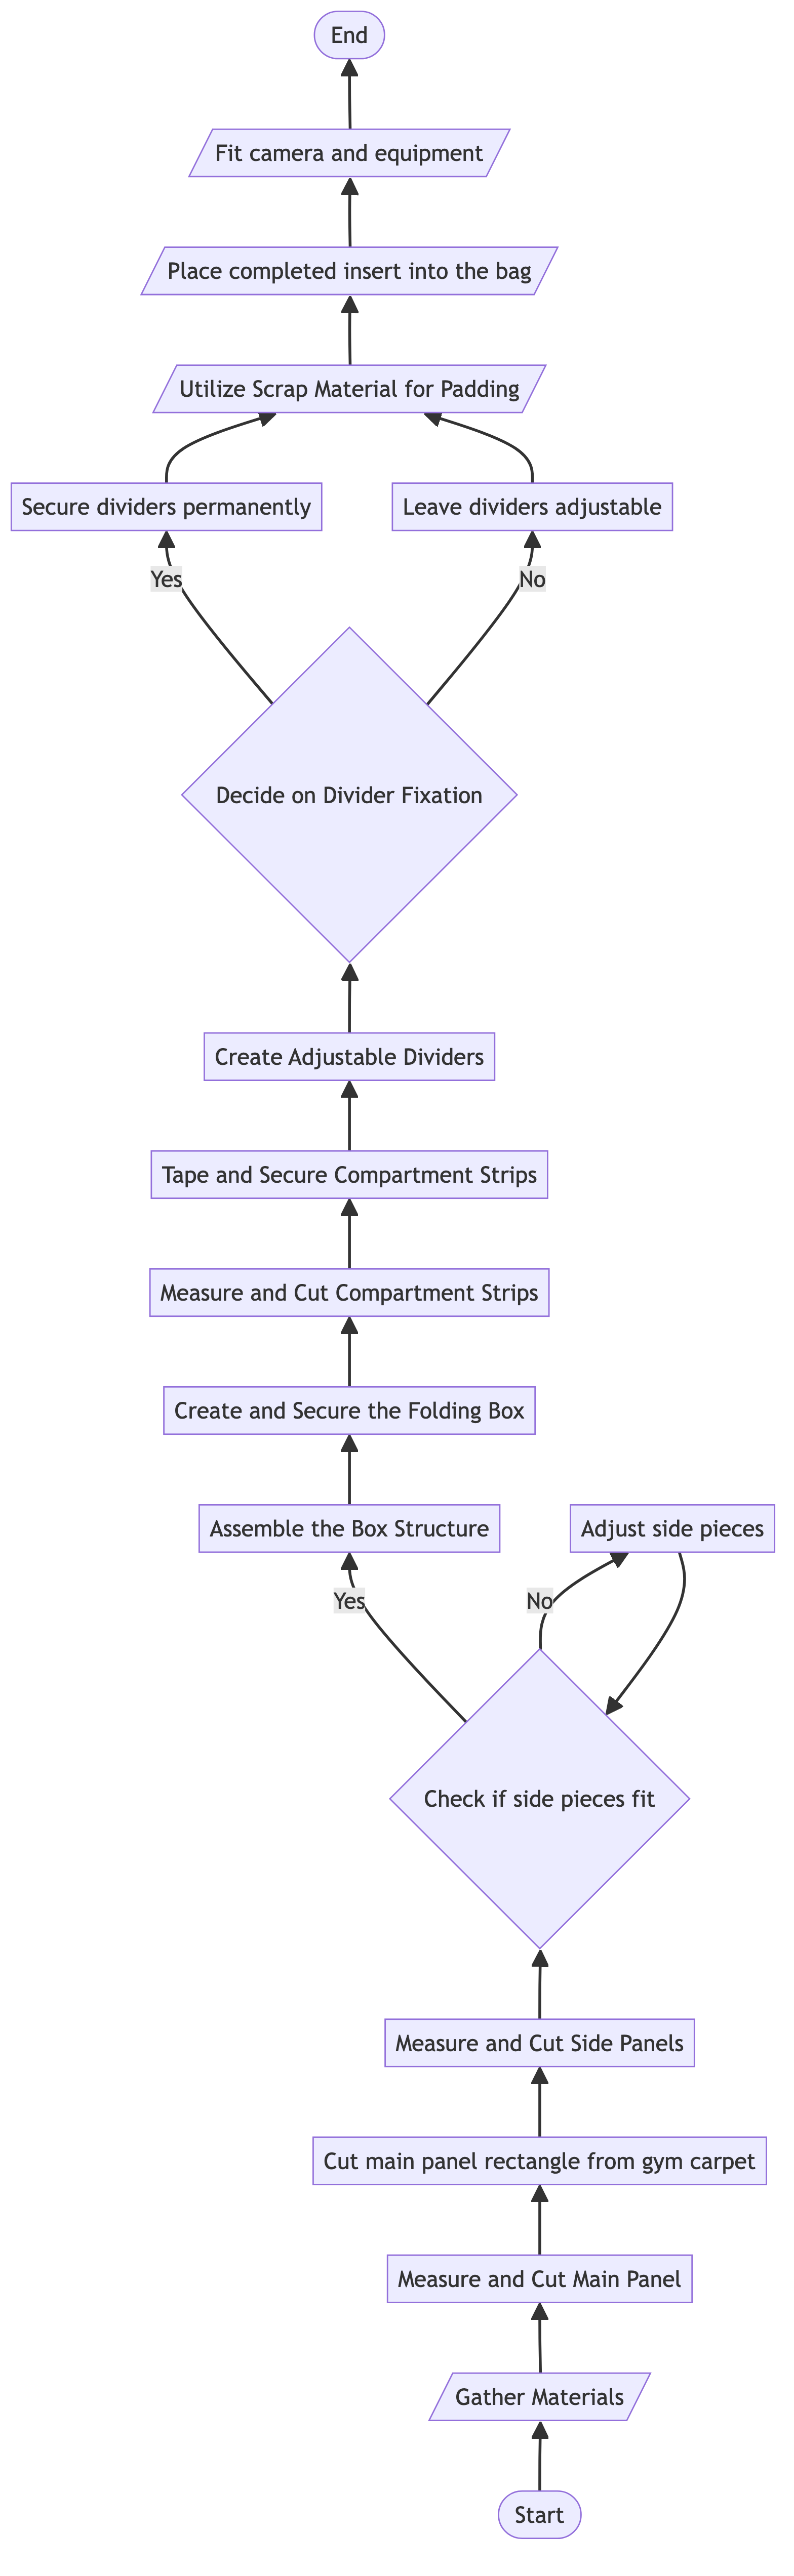 End
Fit camera and equipment
Place completed insert into the bag
Utilize Scrap Material for Padding
Secure dividers permanently
Leave dividers adjustable
Yes
No
Decide on Divider Fixation
Create Adjustable Dividers
Tape and Secure Compartment Strips
Measure and Cut Compartment Strips
Create and Secure the Folding Box
Assemble the Box Structure
Adjust side pieces
Yes
No
Check if side pieces fit
Measure and Cut Side Panels
Cut main panel rectangle from gym carpet
Measure and Cut Main Panel
Gather Materials
Start